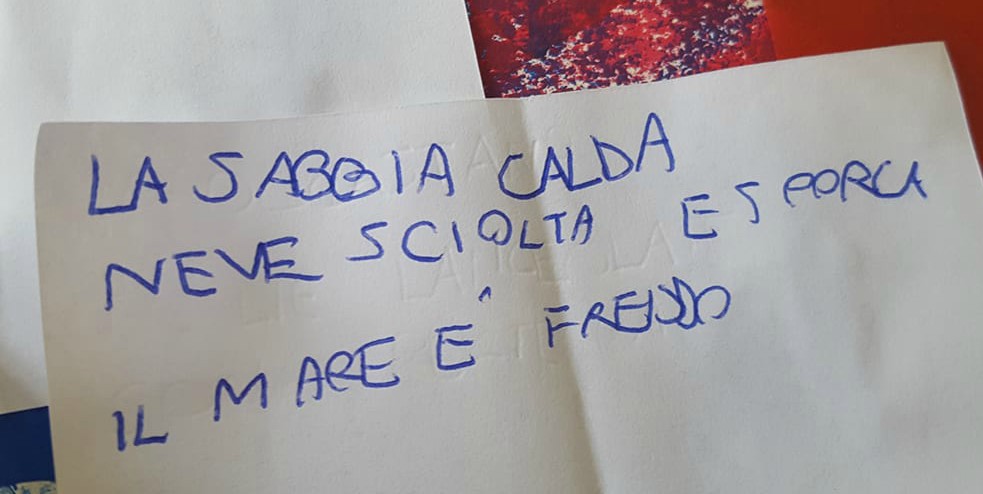 LA SABBIA CALDA
NEVE SCIOLTA E SPORCA
IL MARE E' FREDDO